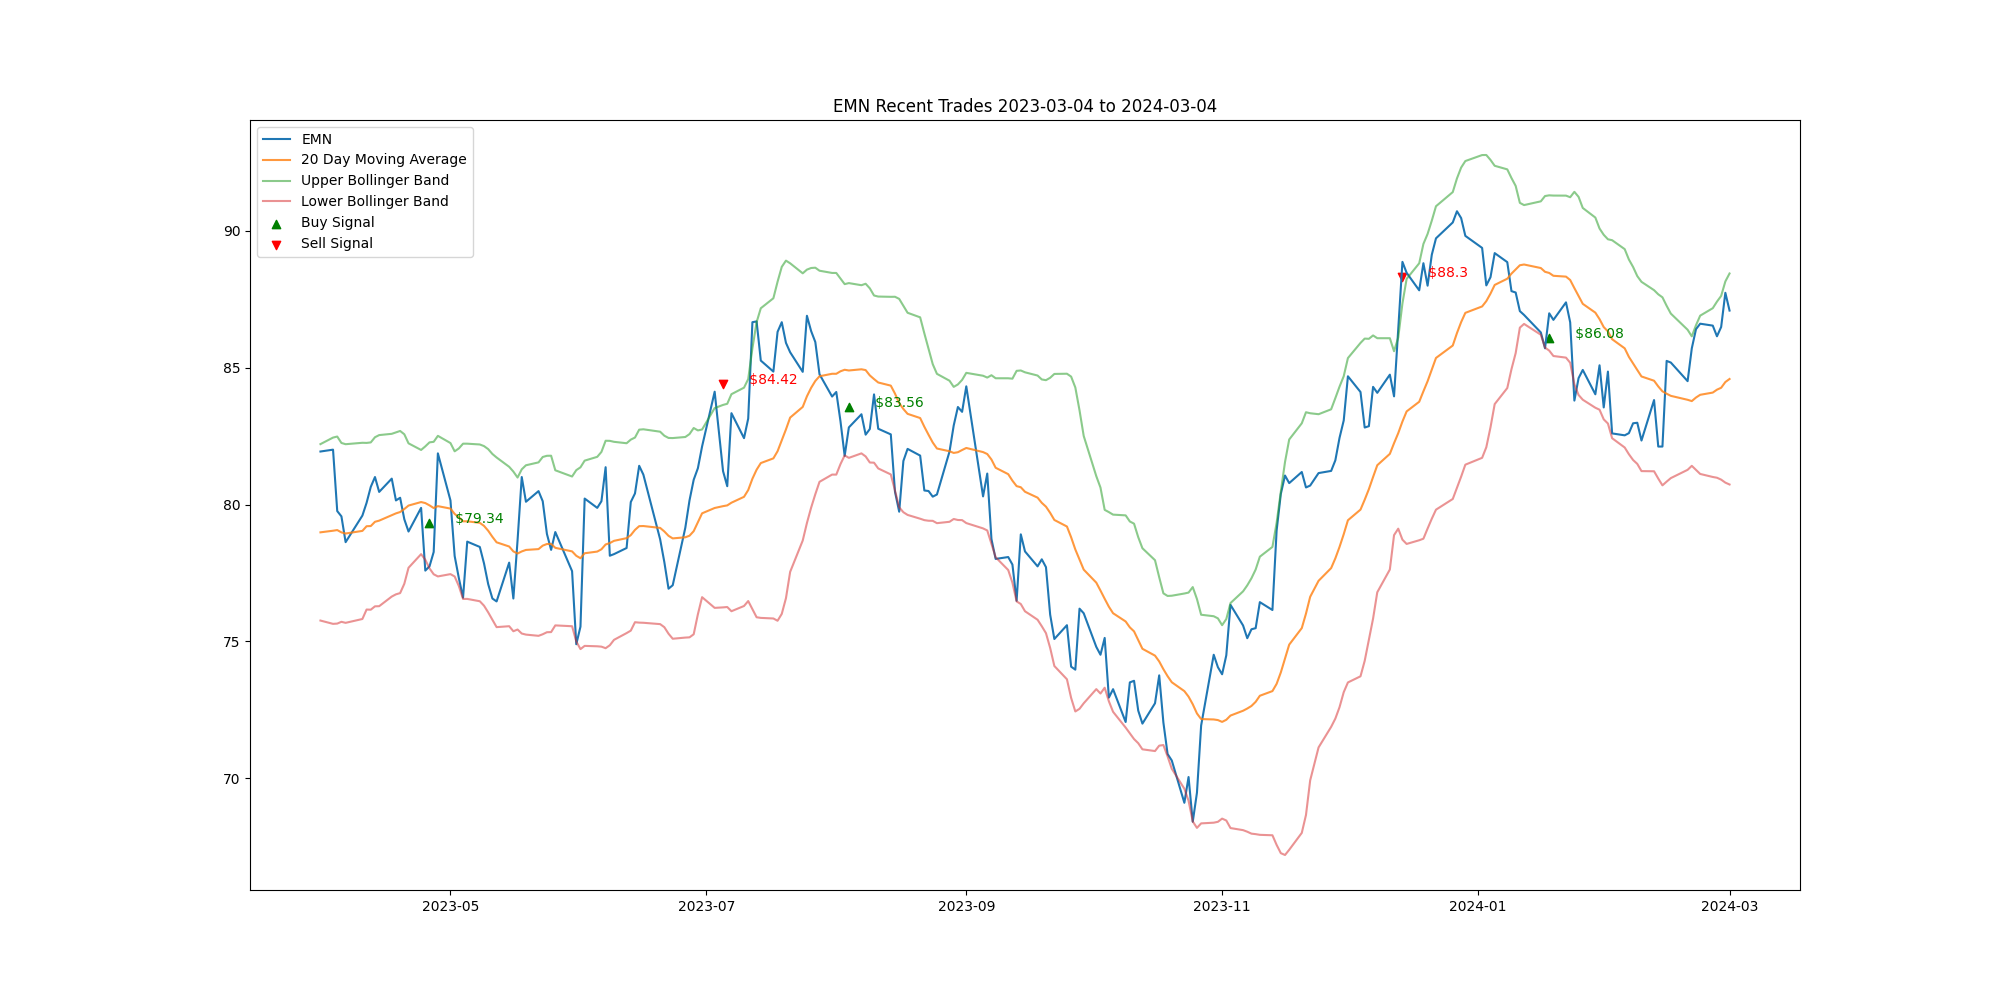 EMN Recent Trades 2023-03-04 to 2024-03-04
EMN
20 Day Moving Average
Upper Bollinger Band
Lower Bollinger Band
Buy Signal
Sell Signal
90
85
80
75
70
$79.34
$84.42
$83.56
$88.3
$86.08
2023-05
2023-07
2023-09
2023-11
2024-01
2024-03